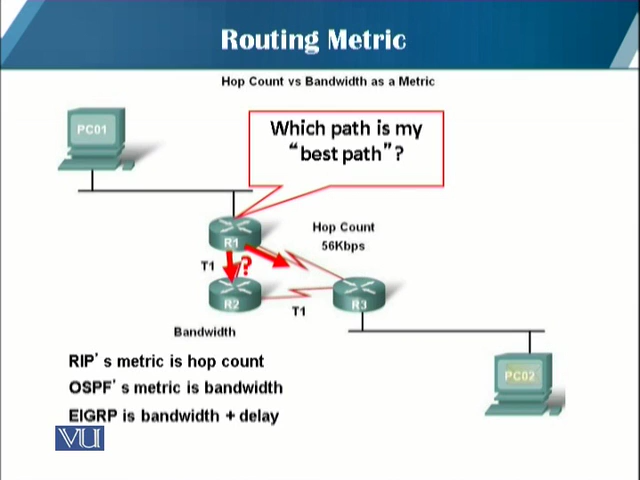 Routing Metric
Hop Count vs Bandwidth as a Metric
PC01
Which path is my
“best path”?
R1
Hop Count
56Kbps
T1
?
R2
R3
T1
Bandwidth
RIP's metric is hop count
OSPF's metric is bandwidth
EIGRP is bandwidth + delay
PC02
VU